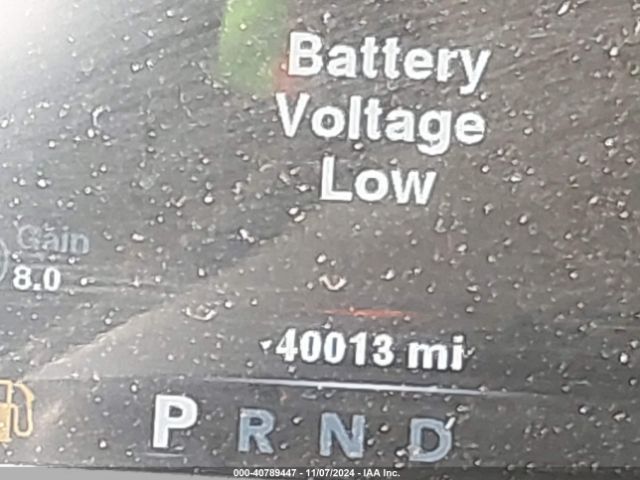 Battery
Voltage
Low
Gain
8.0
40013 mi
P R N D
000-40789447 - 11/07/2024 - IAA Inc.